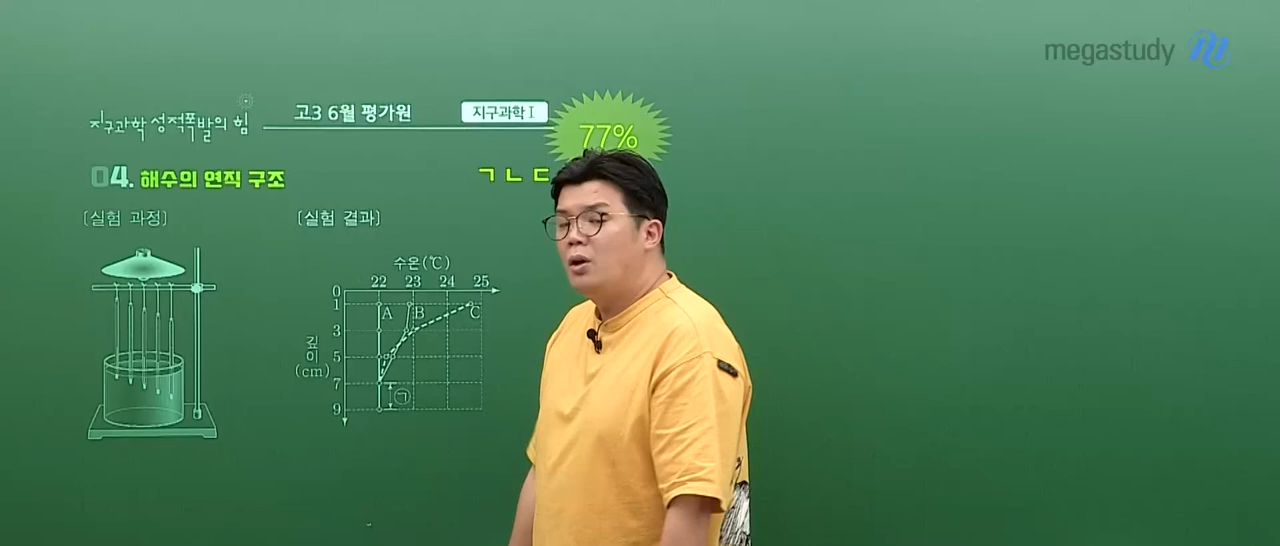 megastudy
지구과학 성적폭발의 힘
고3 6월 평가원
지구과학Ⅰ
77%
04. 해수의 연직 구조
ㄱ ㄴ ㄷ
[실험 과정]
[실험 결과]
수온(℃)
22 23 24 25
0
1
A B C
3
깊이(cm)
5
7
㉠
9